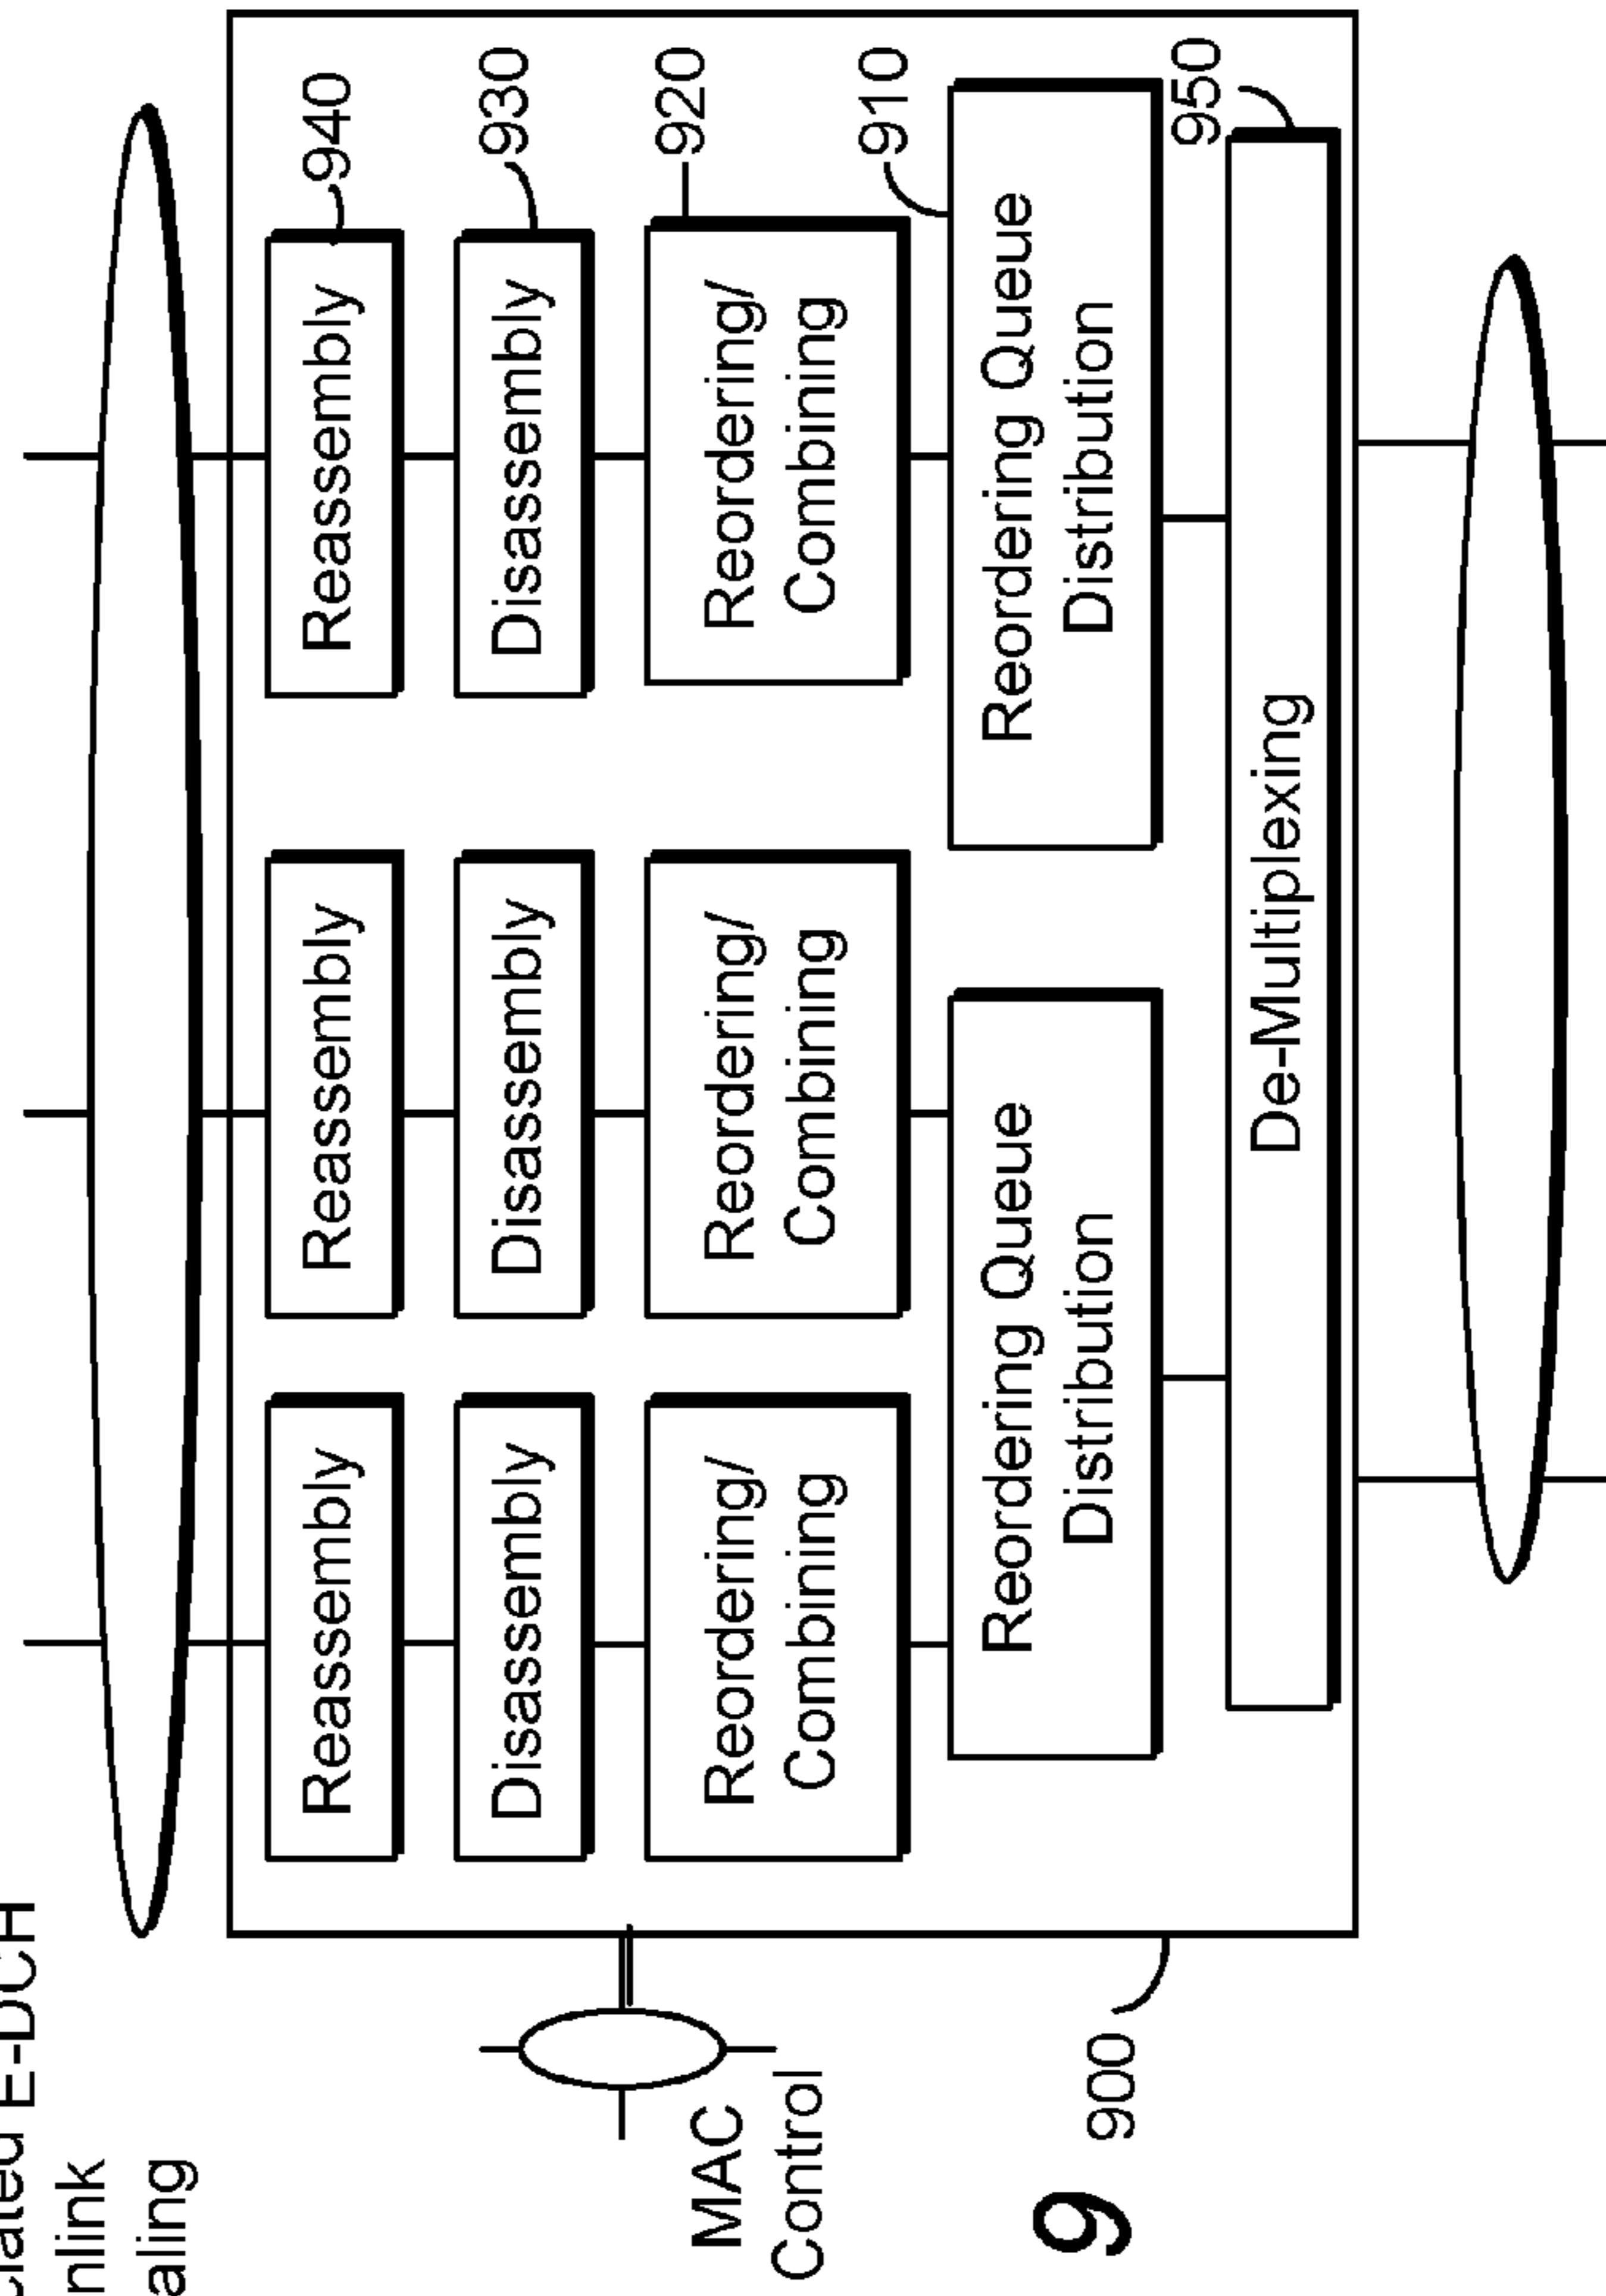 E-DCH
nlink
aling
Reassembly
Reassembly
Reassembly
940
Disassembly
Disassembly
Disassembly
930
MAC
Control
Reordering/
Combining
Reordering/
Combining
Reordering/
Combining
920
Reordering Queue
Distribution
Reordering Queue
Distribution
910
9
900
De-Multiplexing
950